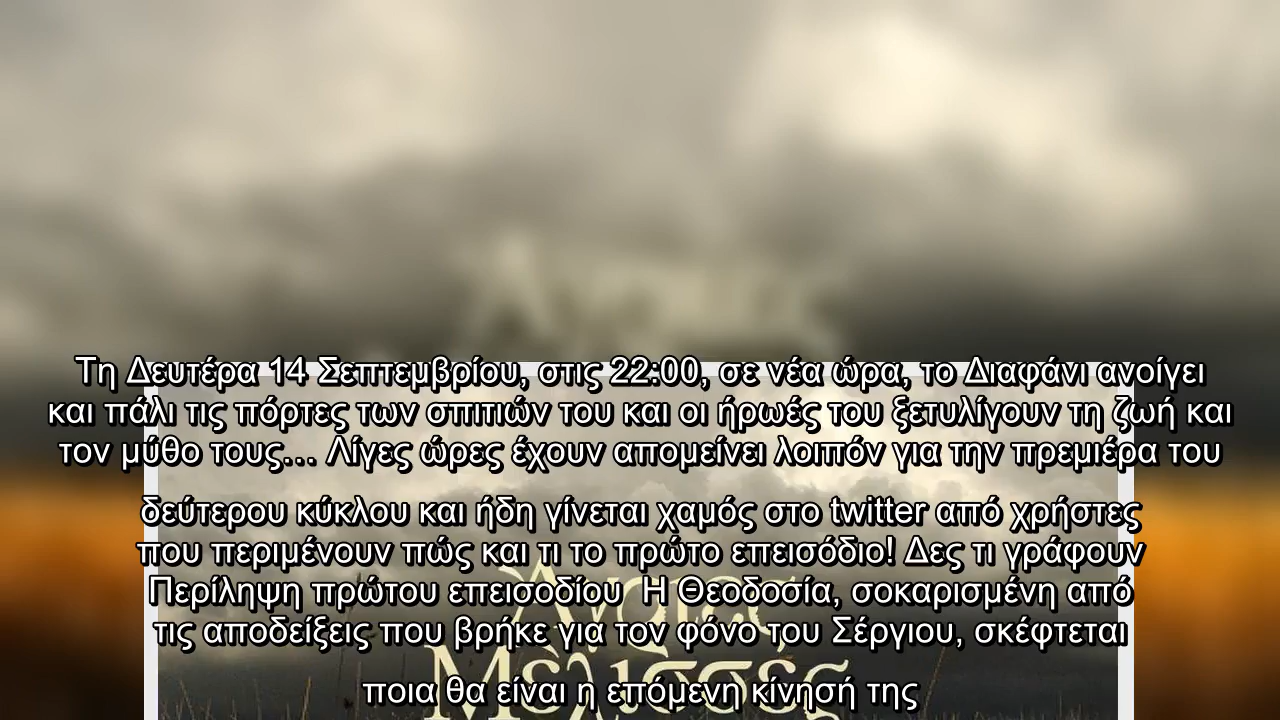 Τη Δευτέρα 14 Σεπτεμβρίου, στις 22:00, σε νέα ώρα, το Διαφάνι ανοίγει
και πάλι τις πόρτες των σπιτιών του και οι ήρωές του ξετυλίγουν τη ζωή και
τον μύθο τους… Λίγες ώρες έχουν απομείνει λοιπόν για την πρεμιέρα του
δεύτερου κύκλου και ήδη γίνεται χαμός στο twitter από χρήστες
που περιμένουν πώς και τι το πρώτο επεισόδιο! Δες τι γράφουν
Περίληψη πρώτου επεισοδίου Η Θεοδοσία, σοκαρισμένη από
τις αποδείξεις που βρήκε για τον φόνο του Σέργιου, σκέφτεται
ποια θα είναι η επόμενη κίνησή της
Άγριες
Μέλισσες